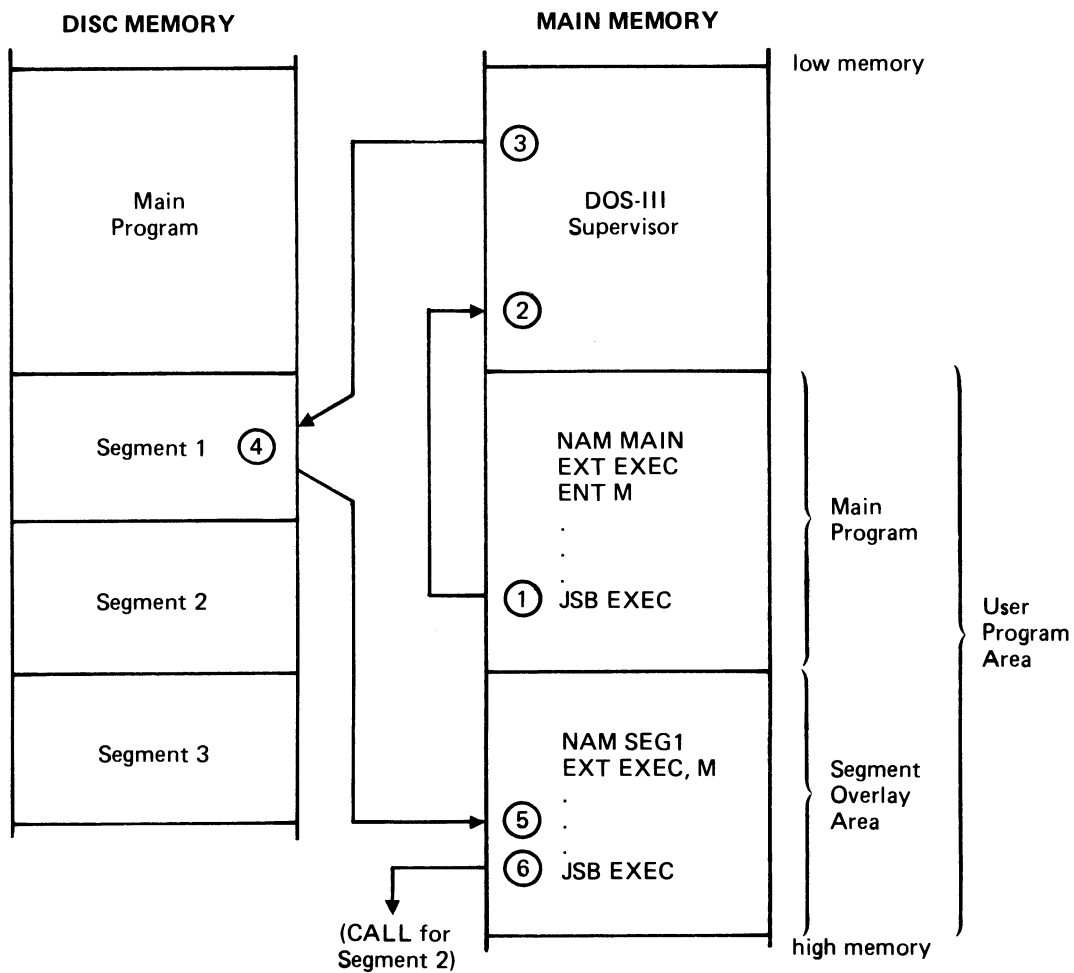 DISC MEMORY
MAIN MEMORY
low memory
Main
Program
3
DOS-III
Supervisor
2
Segment 1
4
NAM MAIN
EXT EXEC
ENT M
.
.
.
1 JSB EXEC
Main
Program
Segment 2
User
Program
Area
Segment 3
NAM SEG1
EXT EXEC, M
.
5 .
.
6 JSB EXEC
Segment
Overlay
Area
(CALL for
Segment 2)
high memory